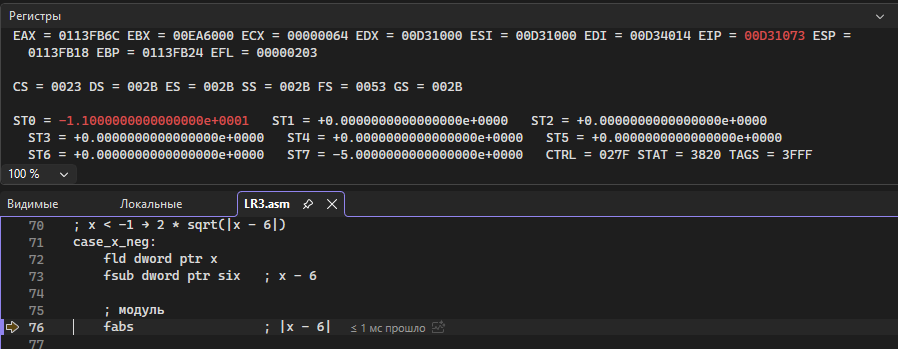 Регистры
EAX = 0113FB6C EBX = 00EA6000 ECX = 00000064 EDX = 00D31000 ESI = 00D31000 EDI = 00D34014 EIP = 00D31073 ESP =
0113FB18 EBP = 0113FB24 EFL = 00000203
CS = 0023 DS = 002B ES = 002B SS = 002B FS = 0053 GS = 002B
ST0 = -1.1000000000000000e+0001 ST1 = +0.0000000000000000e+0000 ST2 = +0.0000000000000000e+0000
ST3 = +0.0000000000000000e+0000 ST4 = +0.0000000000000000e+0000 ST5 = +0.0000000000000000e+0000
ST6 = +0.0000000000000000e+0000 ST7 = -5.0000000000000000e+0000 CTRL = 027F STAT = 3820 TAGS = 3FFF
100 %
Видимые Локальные LR3.asm
70 ; x < -1 → 2 * sqrt(|x - 6|)
71 case_x_neg:
72 fld dword ptr x
73 fsub dword ptr six ; x - 6
74
75 ; модуль
76 fabs ; |x - 6| ≤ 1 мс прошло
77